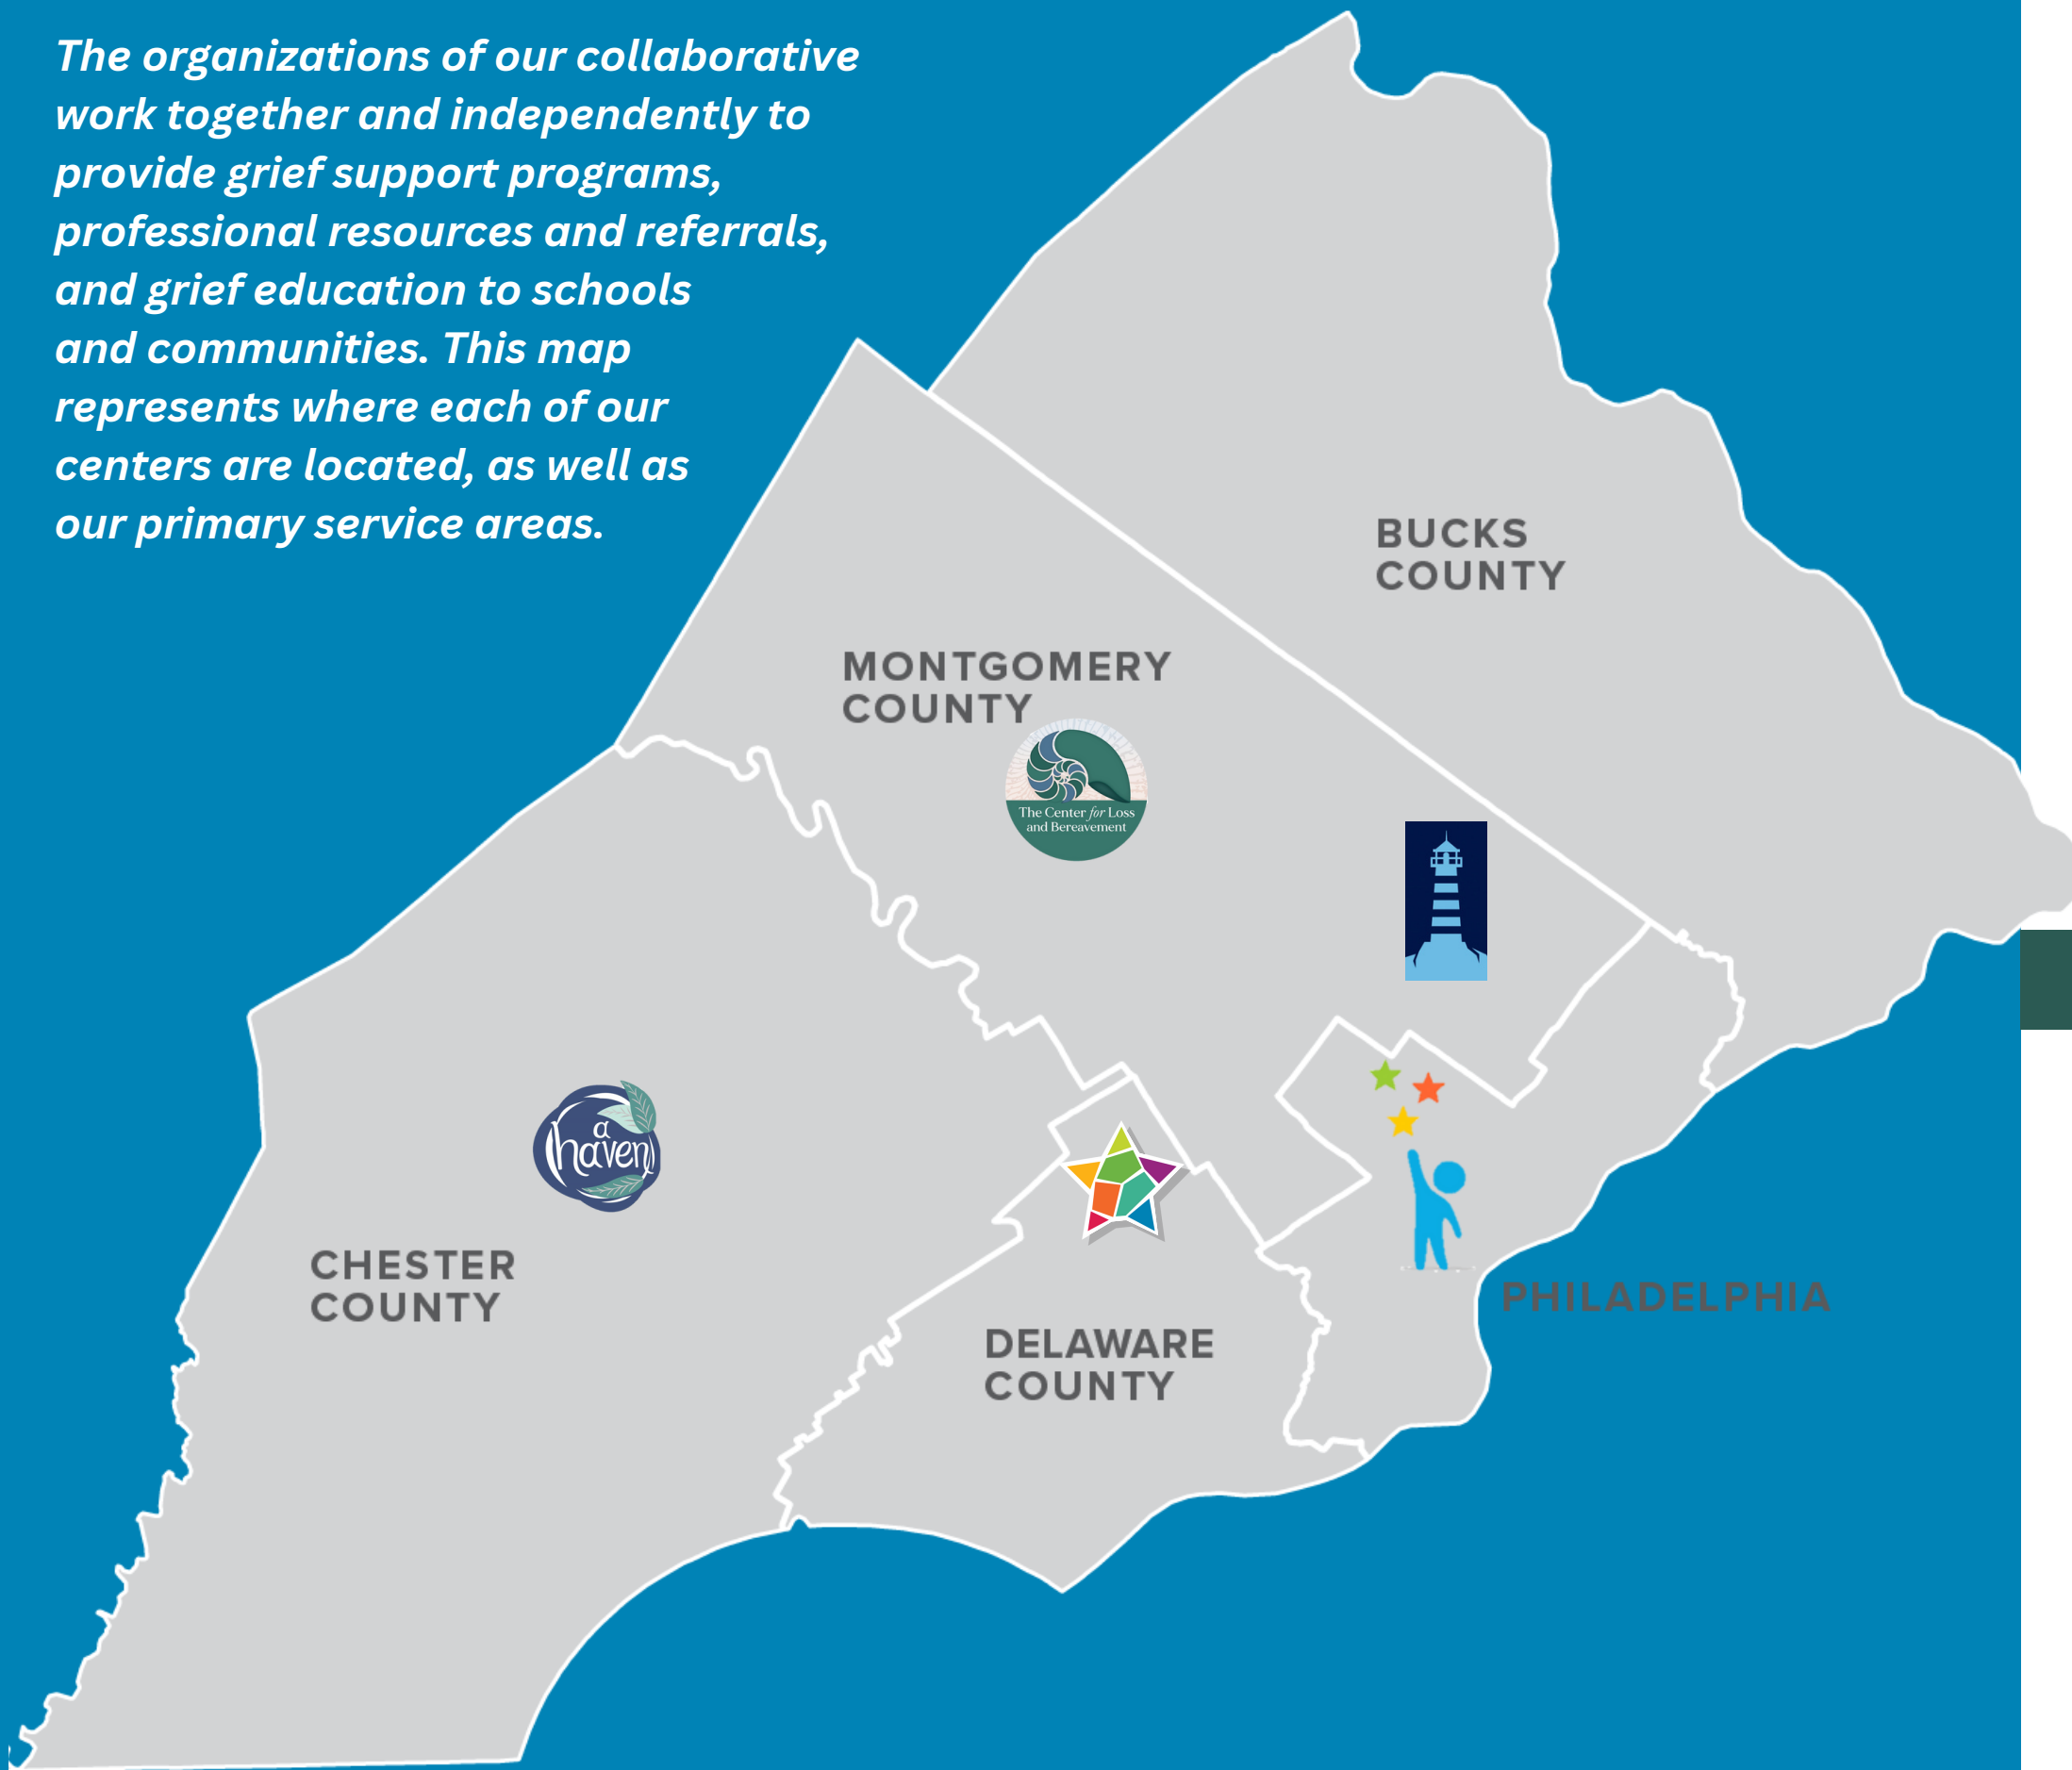 The organizations of our collaborative
work together and independently to
provide grief support programs,
professional resources and referrals,
and grief education to schools
and communities. This map
represents where each of our
centers are located, as well as
our primary service areas.
BUCKS
COUNTY
MONTGOMERY
COUNTY
The Center for Loss
and Bereavement
a
haven
CHESTER
COUNTY
PHILADELPHIA
DELAWARE
COUNTY